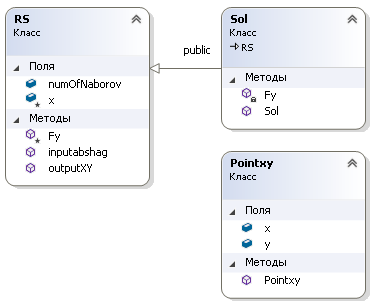 RS
Класс
Поля
numOfNaborov
x
Методы
Fy
inputabshag
outputXY
public
Sol
Класс
RS
Методы
Fy
Sol
Pointxy
Класс
Поля
x
y
Методы
Pointxy